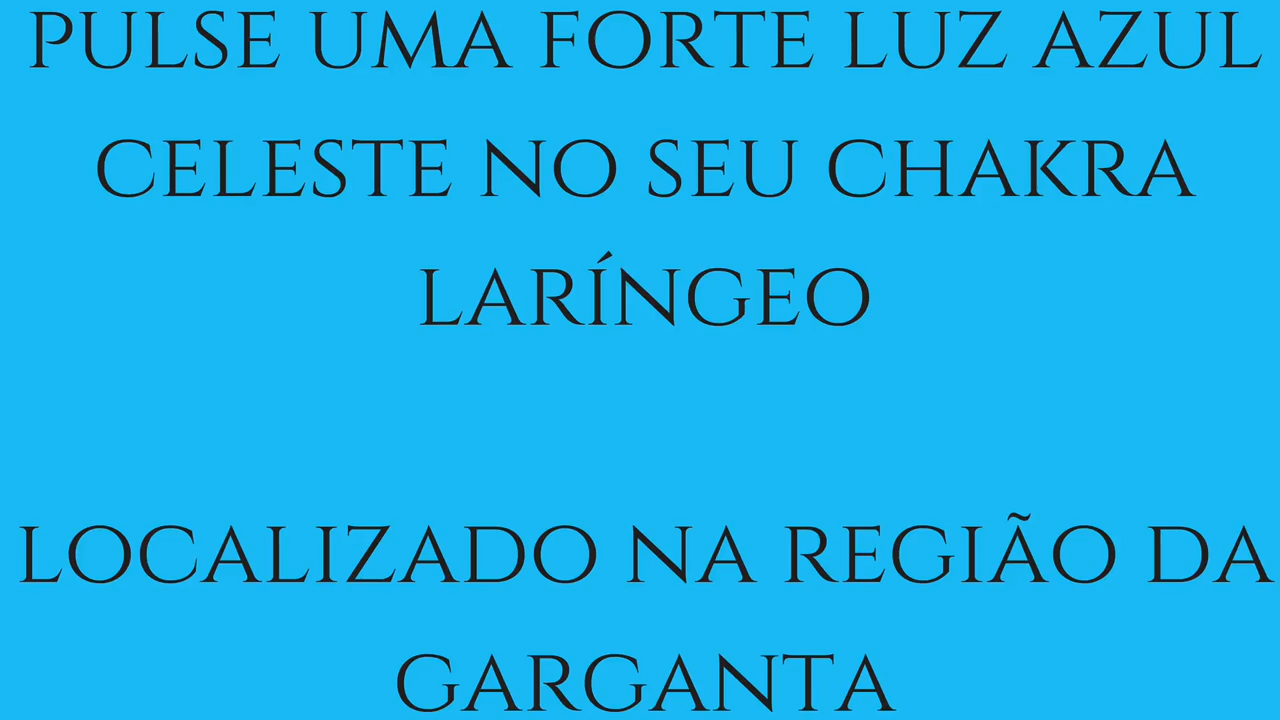 PULSE UMA FORTE LUZ AZUL
CELESTE NO SEU CHAKRA
LARÍNGEO
LOCALIZADO NA REGIÃO DA
GARGANTA